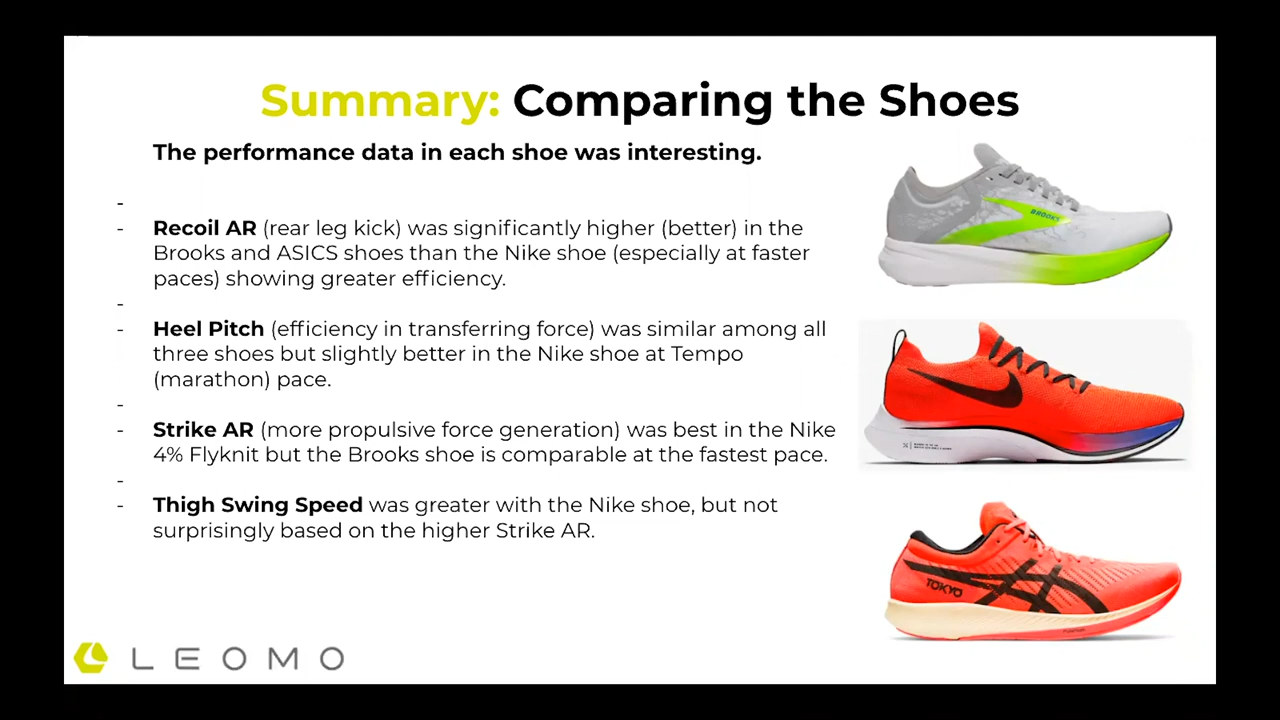 Summary: Comparing the Shoes
The performance data in each shoe was interesting.
-
- Recoil AR (rear leg kick) was significantly higher (better) in the
Brooks and ASICS shoes than the Nike shoe (especially at faster
paces) showing greater efficiency.
-
- Heel Pitch (efficiency in transferring force) was similar among all
three shoes but slightly better in the Nike shoe at Tempo
(marathon) pace.
-
- Strike AR (more propulsive force generation) was best in the Nike
4% Flyknit but the Brooks shoe is comparable at the fastest pace.
-
- Thigh Swing Speed was greater with the Nike shoe, but not
surprisingly based on the higher Strike AR.
BROOKS
TOKYO
LEOMO